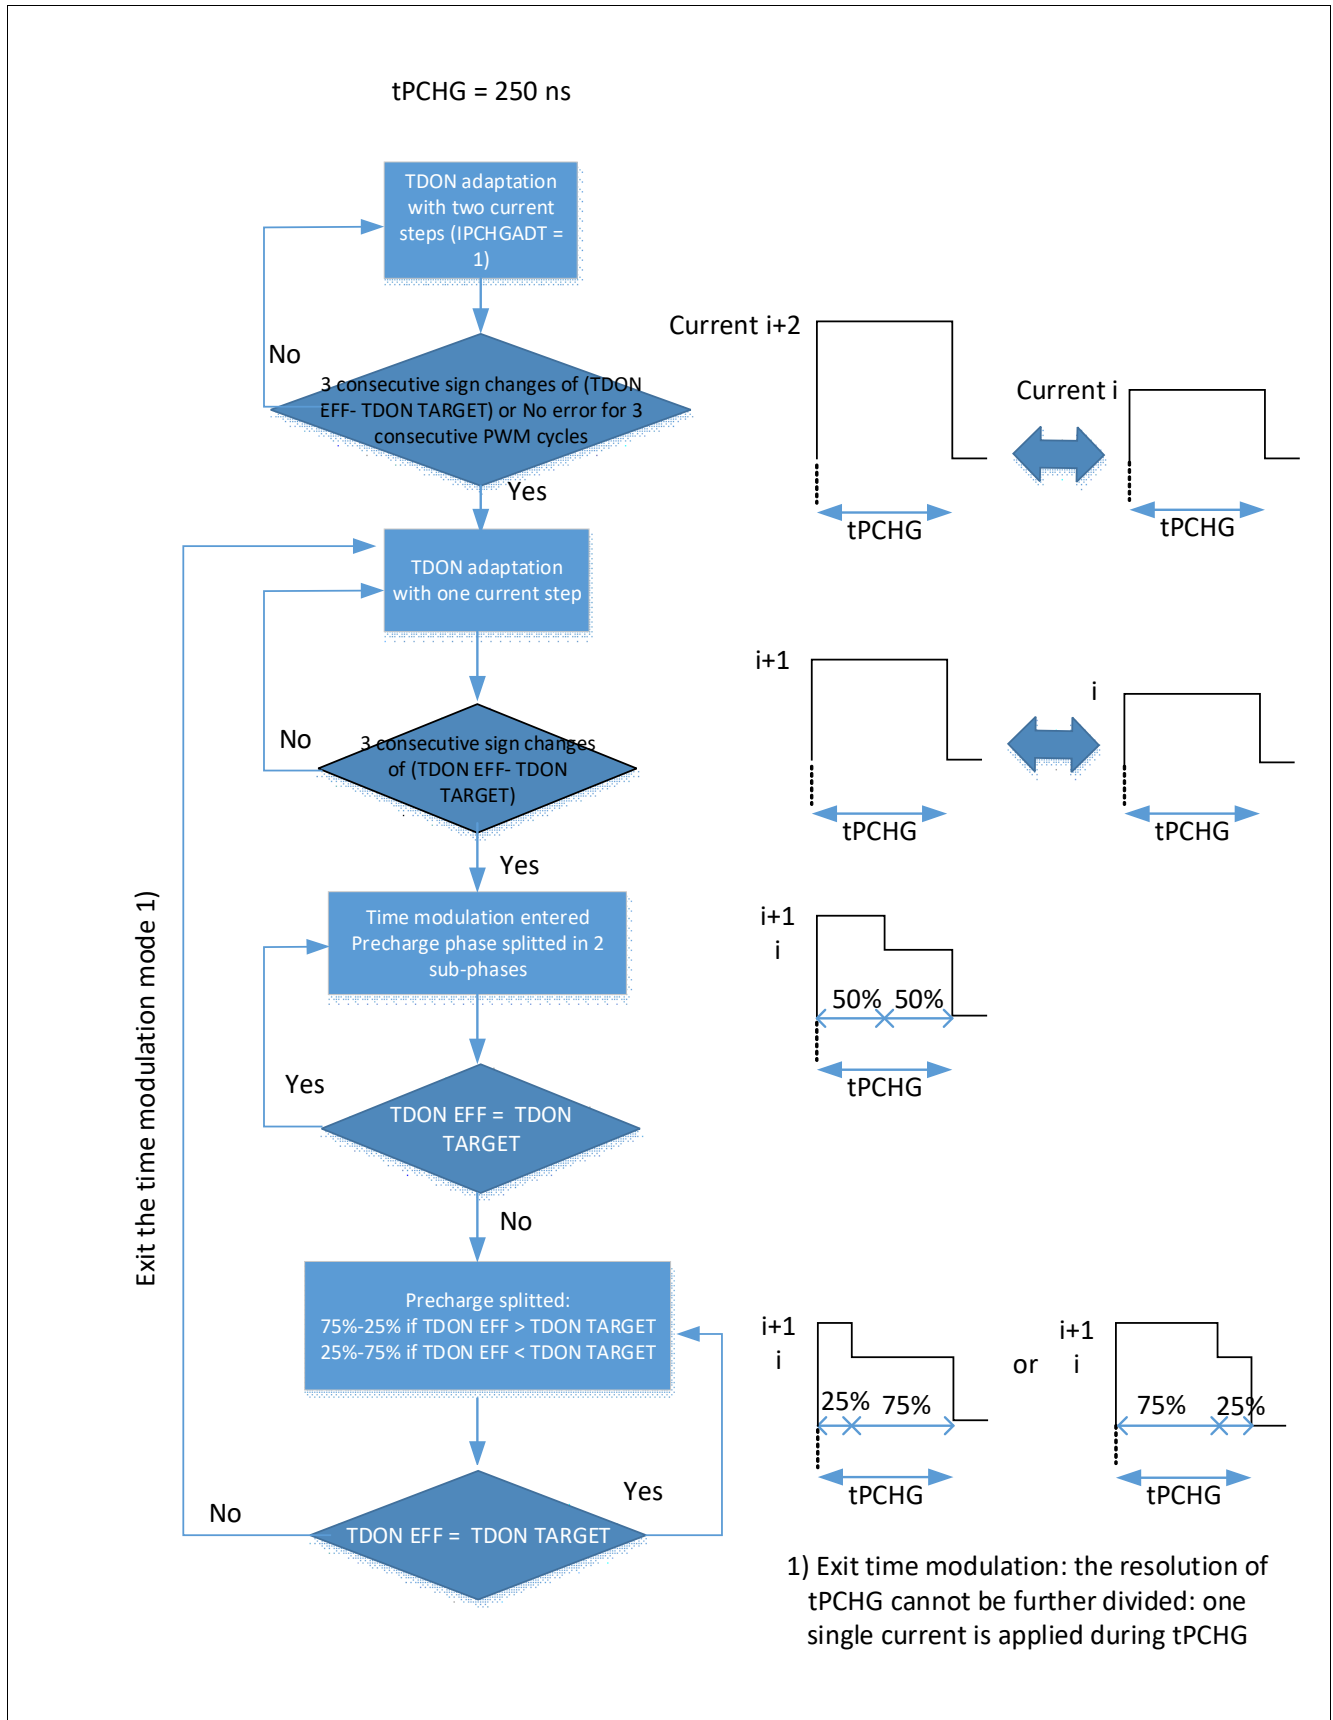 tPCHG = 250 ns
TDON adaptation
with two current
steps (IPCHGADT =
1)
No
3 consecutive sign changes of (TDON
EFF- TDON TARGET) or No error for 3
consecutive PWM cycles
Yes
Current i+2
tPCHG
Current i
tPCHG
TDON adaptation
with one current step
No
3 consecutive sign changes
of (TDON EFF- TDON
TARGET)
Yes
i+1
tPCHG
i
tPCHG
Exit the time modulation mode 1)
Time modulation entered
Precharge phase splitted in 2
sub-phases
i+1
i
50%
50%
tPCHG
Yes
TDON EFF =  TDON
TARGET
No
Precharge splitted:
75%-25% if TDON EFF > TDON TARGET
25%-75% if TDON EFF < TDON TARGET
i+1
i
25%
75%
tPCHG
or
i+1
i
75%
25%
tPCHG
No
Yes
TDON EFF =  TDON TARGET
1) Exit time modulation: the resolution of
tPCHG cannot be further divided: one
single current is applied during tPCHG